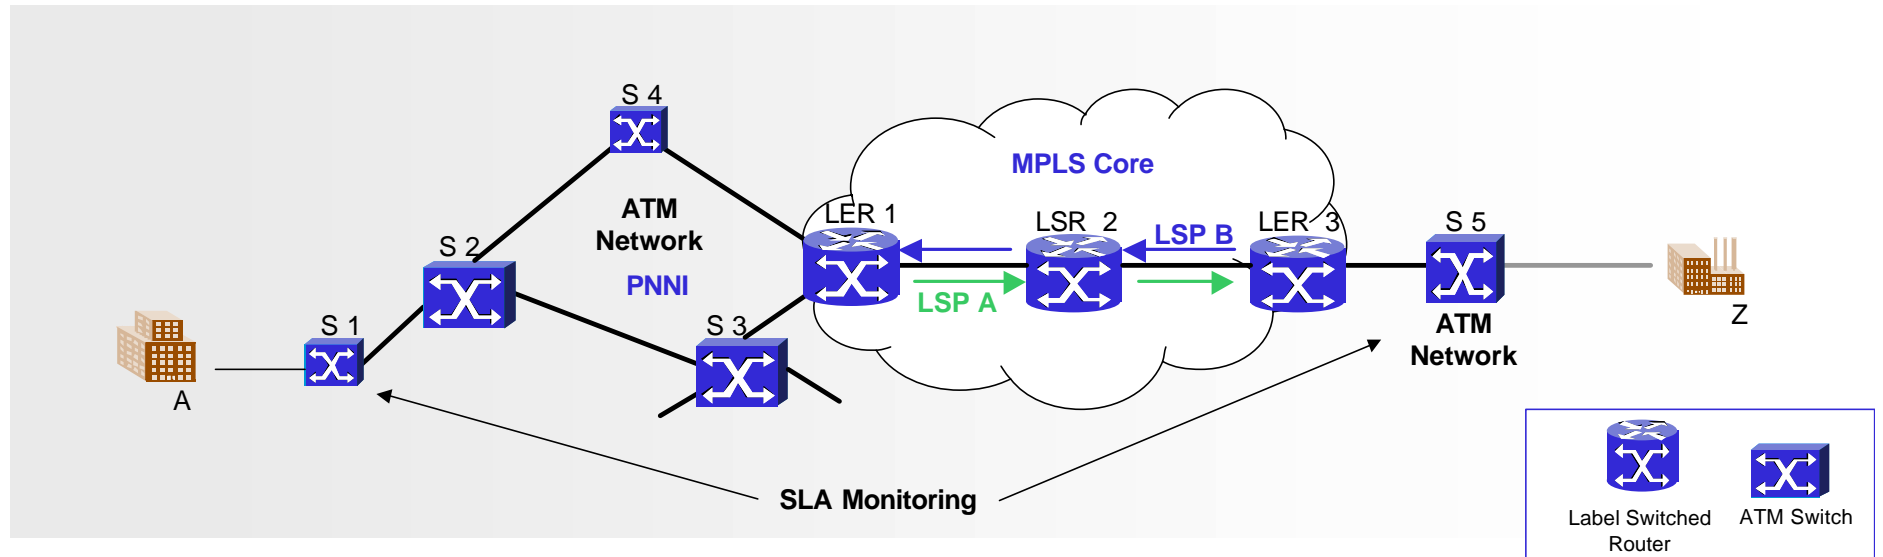 S 4
MPLS Core
ATM
Network
PNNI
LER 1
LSR 2
LSP B
LER 3
S 5
S 2
LSP A
S 1
S 3
ATM
Network
A
Z
SLA Monitoring
Label Switched
Router
ATM Switch